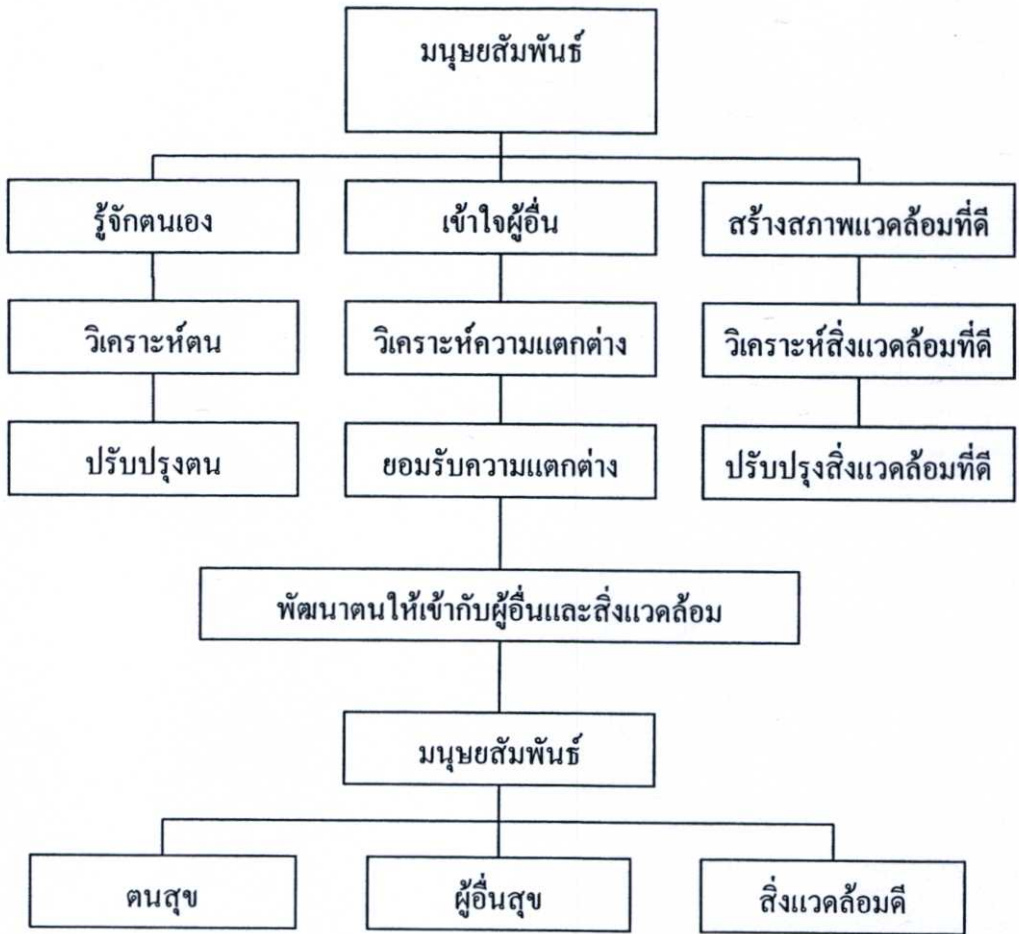 มนุษยสัมพันธ์
รู้จักตนเอง
เข้าใจผู้อื่น
สร้างสภาพแวดล้อมที่ดี
วิเคราะห์ตน
วิเคราะห์ความแตกต่าง
วิเคราะห์สิ่งแวดล้อมที่ดี
ปรับปรุงตน
ยอมรับความแตกต่าง
ปรับปรุงสิ่งแวดล้อมที่ดี
พัฒนาตนให้เข้ากับผู้อื่นและสิ่งแวดล้อม
มนุษยสัมพันธ์
ตนสุข
ผู้อื่นสุข
สิ่งแวดล้อมดี